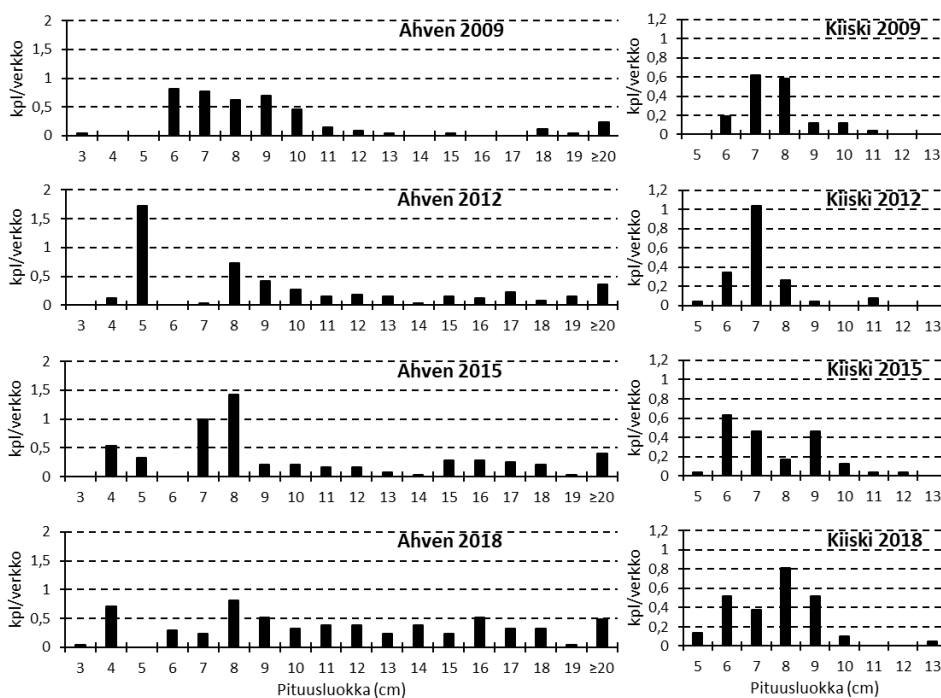 Ahven 2009
kpl/verkko
2
1,5
1
0,5
0
3 4 5 6 7 8 9 10 11 12 13 14 15 16 17 18 19 ≥20
Kiiski 2009
kpl/verkko
1,2
1
0,8
0,6
0,4
0,2
0
5 6 7 8 9 10 11 12 13
Ahven 2012
kpl/verkko
2
1,5
1
0,5
0
3 4 5 6 7 8 9 10 11 12 13 14 15 16 17 18 19 ≥20
Kiiski 2012
kpl/verkko
1,2
1
0,8
0,6
0,4
0,2
0
5 6 7 8 9 10 11 12 13
Ahven 2015
kpl/verkko
2
1,5
1
0,5
0
3 4 5 6 7 8 9 10 11 12 13 14 15 16 17 18 19 ≥20
Kiiski 2015
kpl/verkko
1,2
1
0,8
0,6
0,4
0,2
0
5 6 7 8 9 10 11 12 13
Ahven 2018
kpl/verkko
2
1,5
1
0,5
0
3 4 5 6 7 8 9 10 11 12 13 14 15 16 17 18 19 ≥20
Pituusluokka (cm)
Kiiski 2018
kpl/verkko
1,2
1
0,8
0,6
0,4
0,2
0
5 6 7 8 9 10 11 12 13
Pituusluokka (cm)